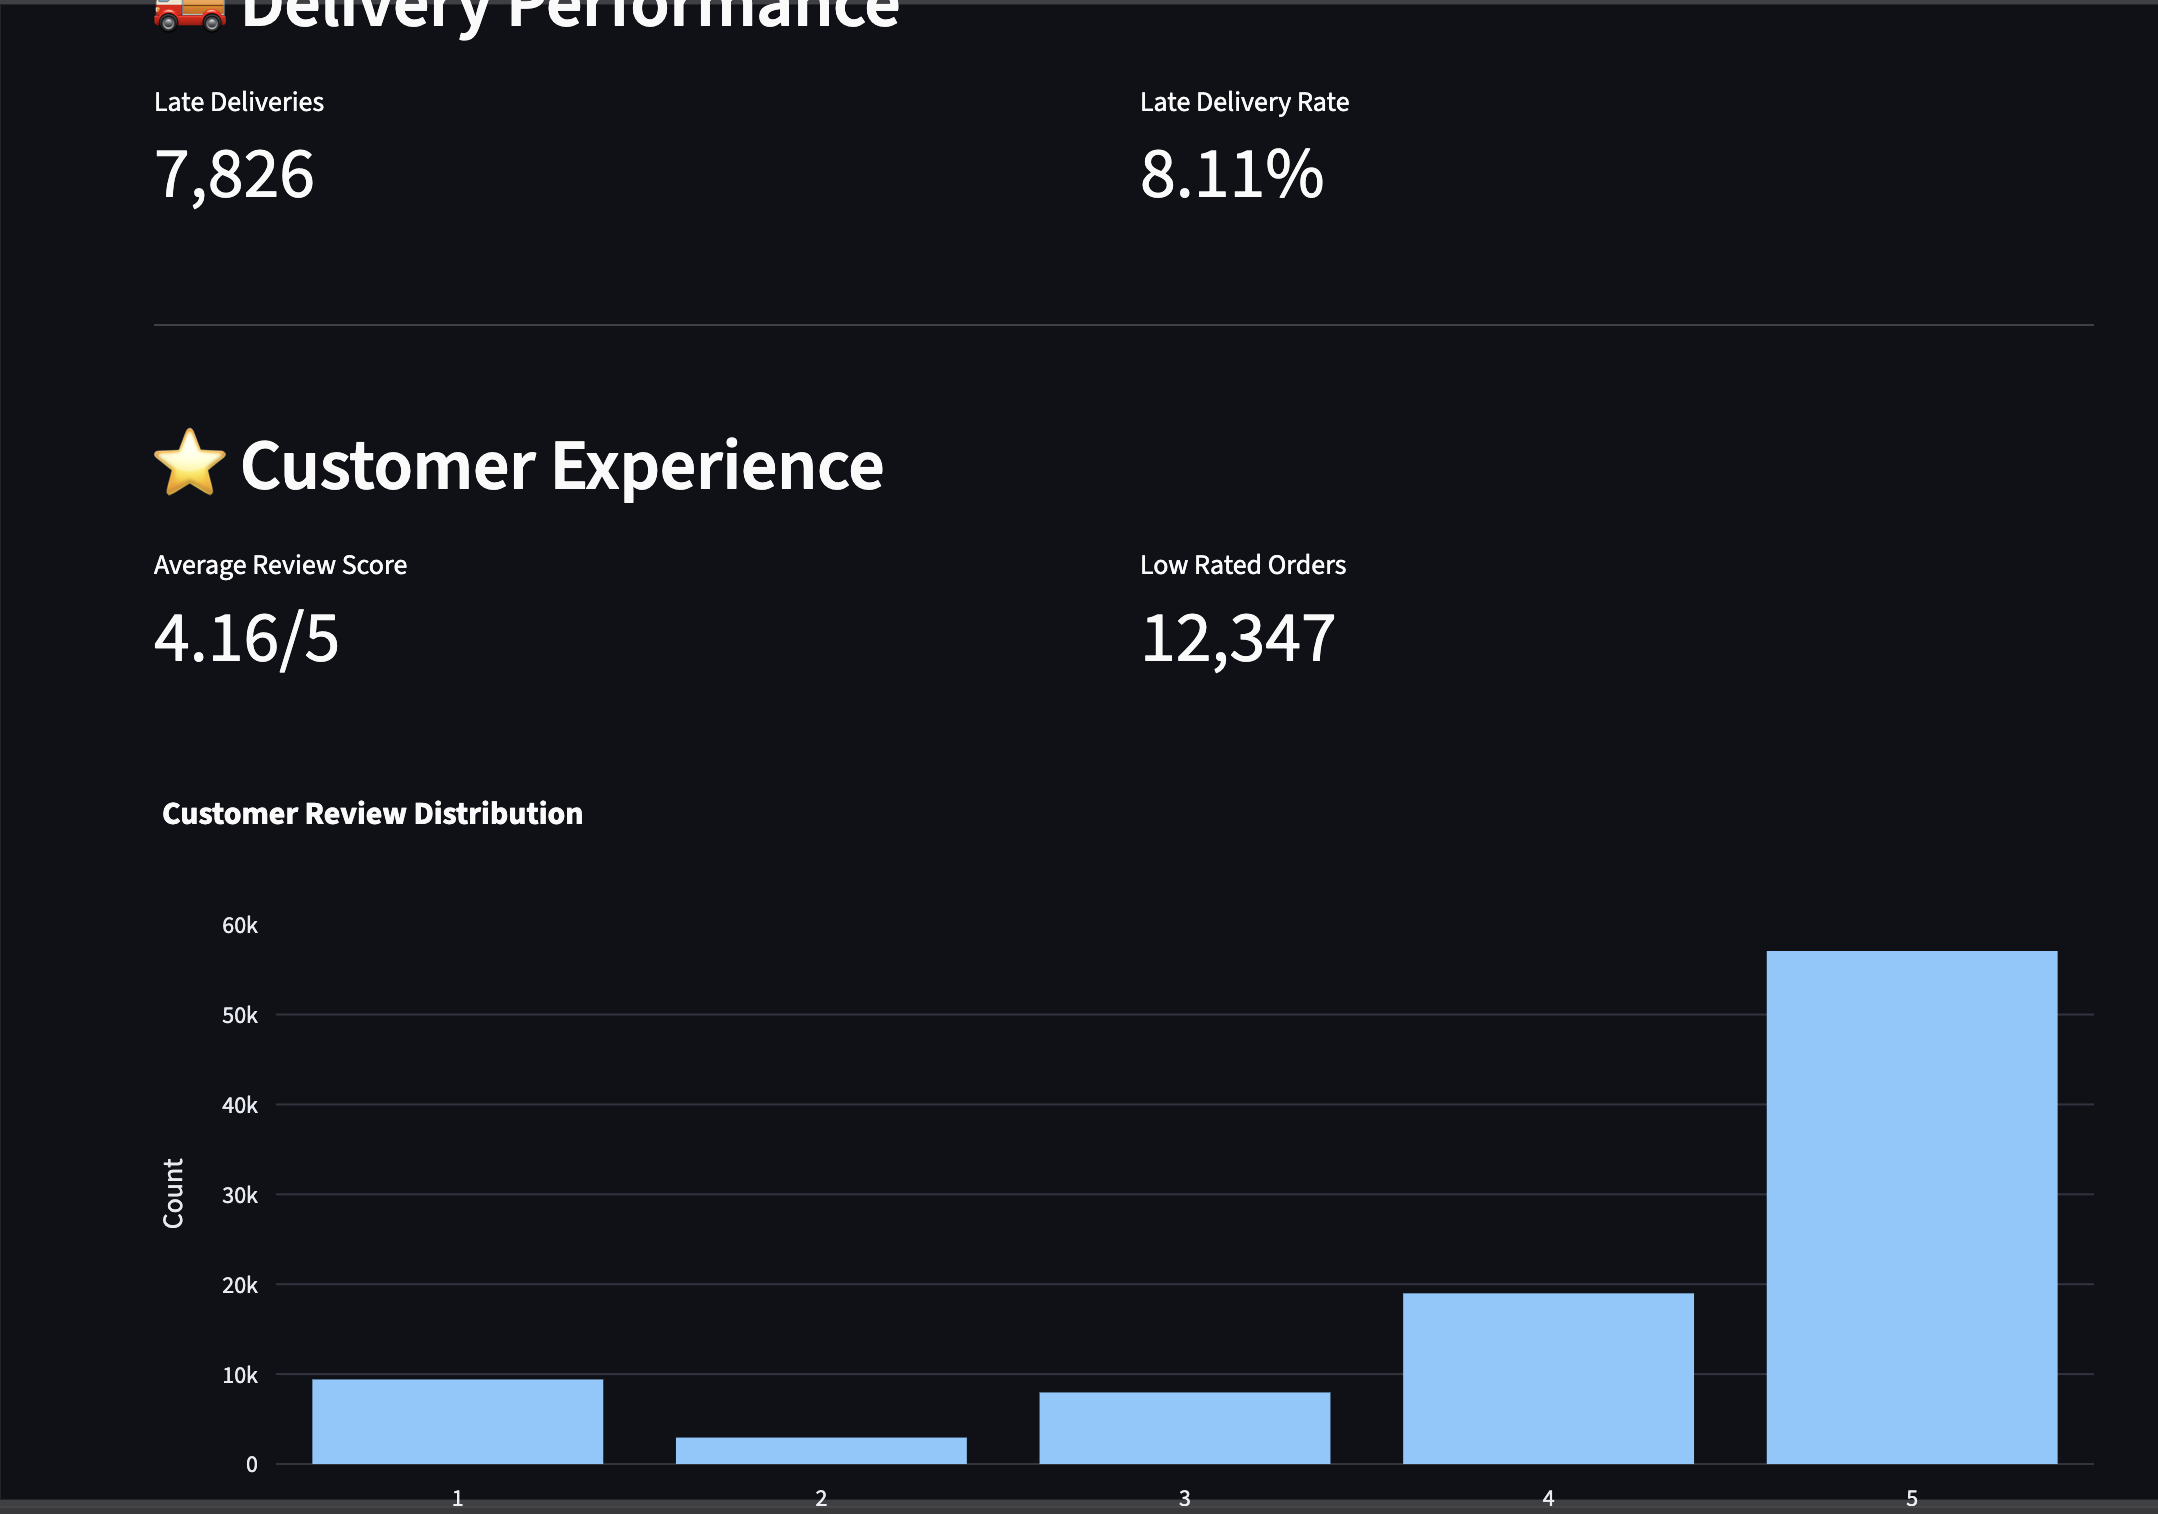 Delivery Performance
Late Deliveries
Late Delivery Rate
7,826
8.11%
Customer Experience
Average Review Score
Low Rated Orders
4.16/5
12,347
Customer Review Distribution
60k
50k
40k
30k
20k
10k
0
Count
1 2 3 4 5